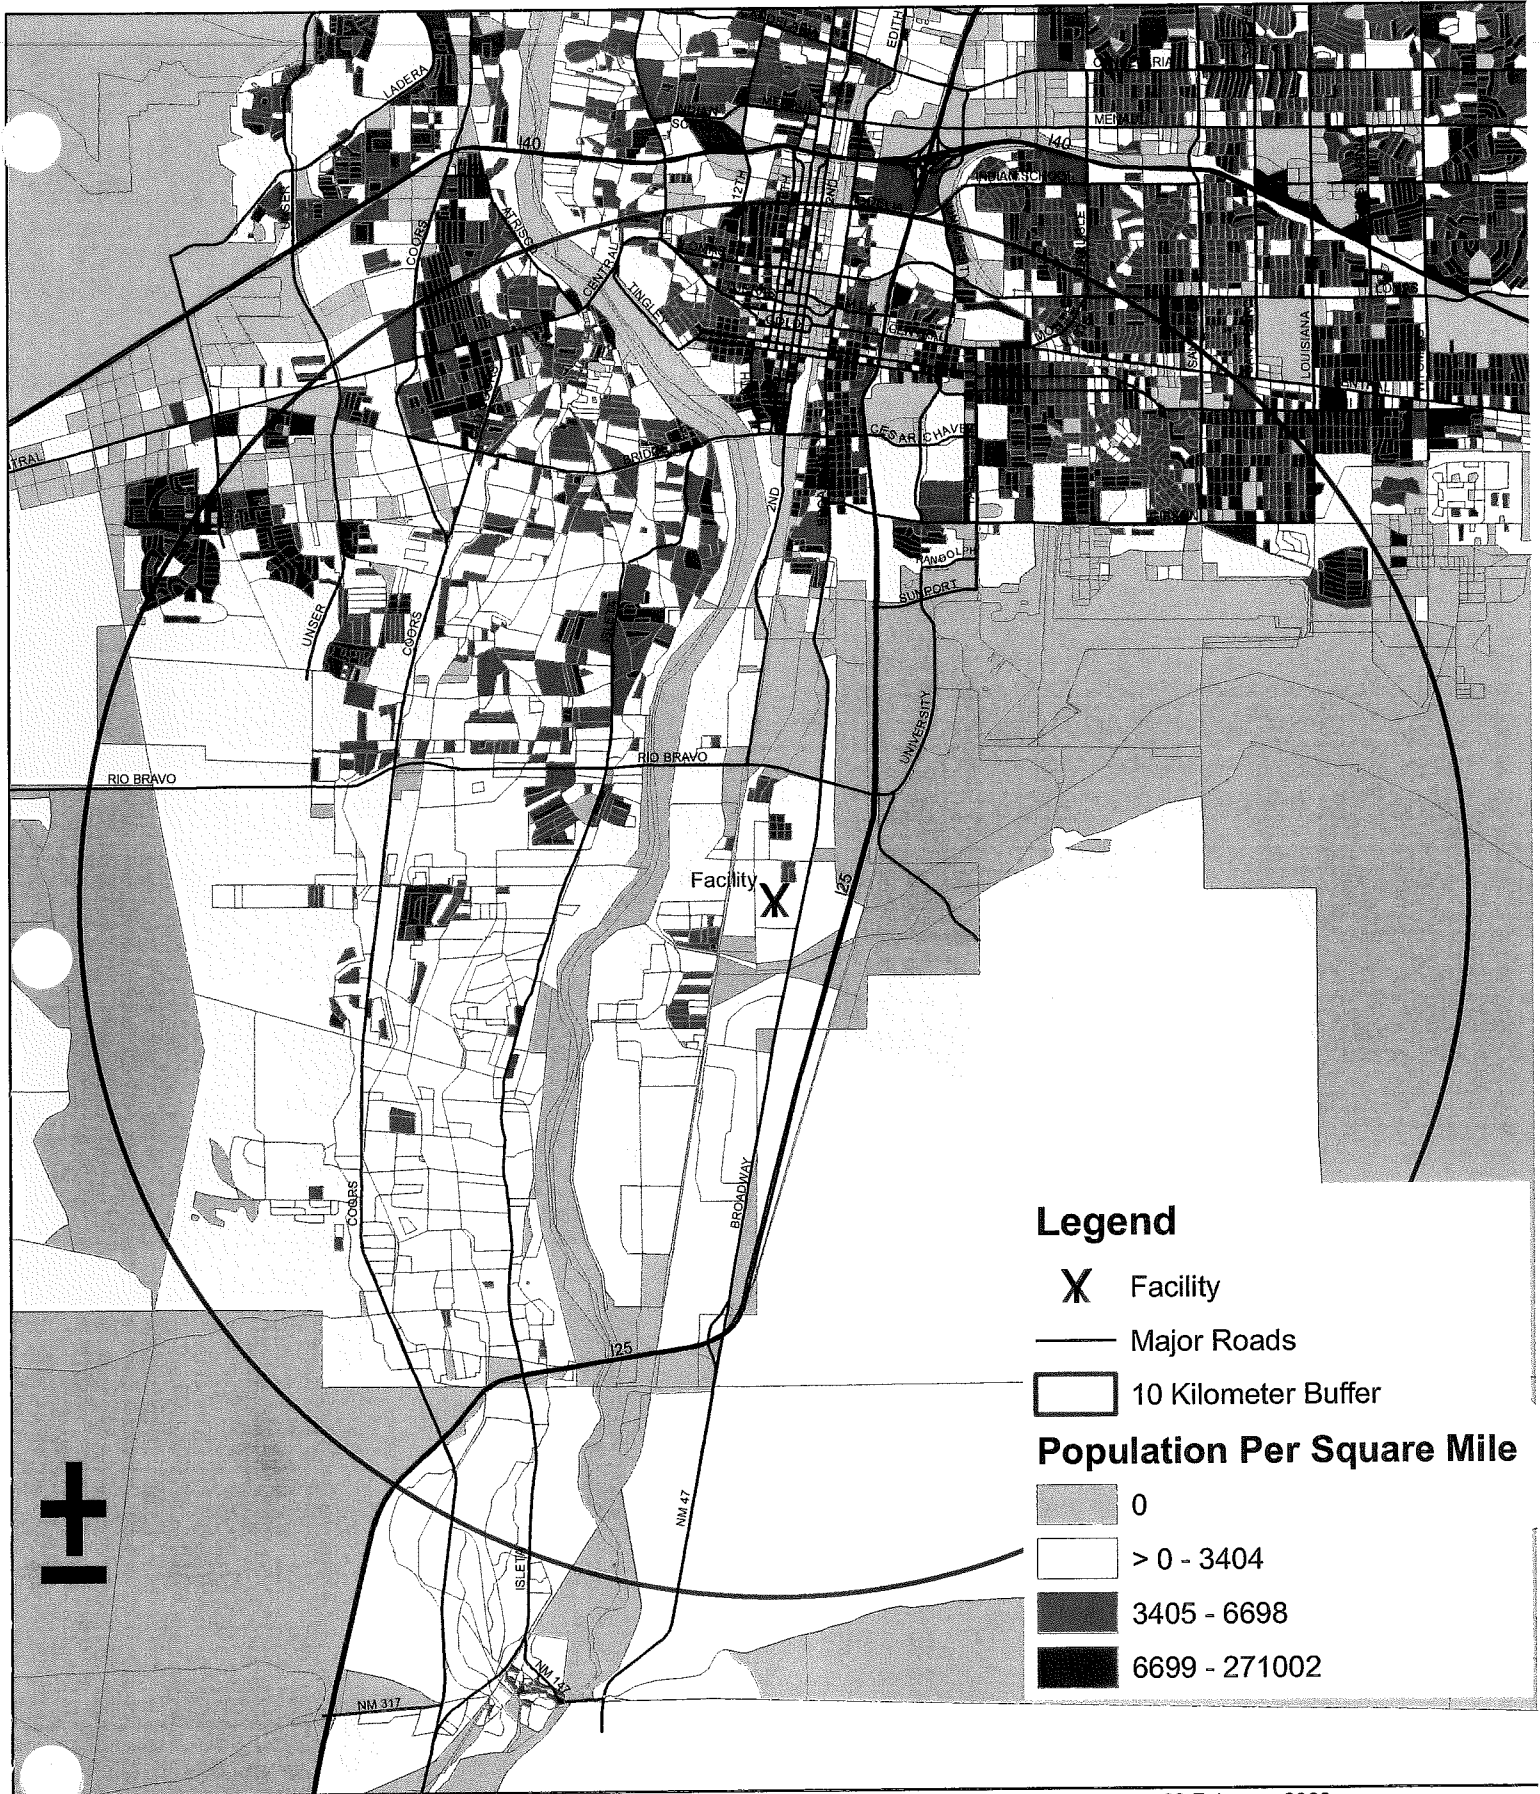 EDITH
LADERA
MENAUL
I40
I40
INDIAN SCHOOL
12TH
2ND
UNSER
COORS
ATRISCO
CENTRAL
TINGLEY
GOLD
CENTRAL
LOUISIANA
BRIDGE
CESAR CHAVEZ
2ND
RANDOLPH
SUNPORT
UNSER
COORS
UNIVERSITY
RIO BRAVO
RIO BRAVO
Facility
I25
COORS
BROADWAY
I25
NM 47
ISLETA
NM 147
NM 317
Legend
Facility
Major Roads
10 Kilometer Buffer
Population Per Square Mile
0
> 0 - 3404
3405 - 6698
6699 - 271002